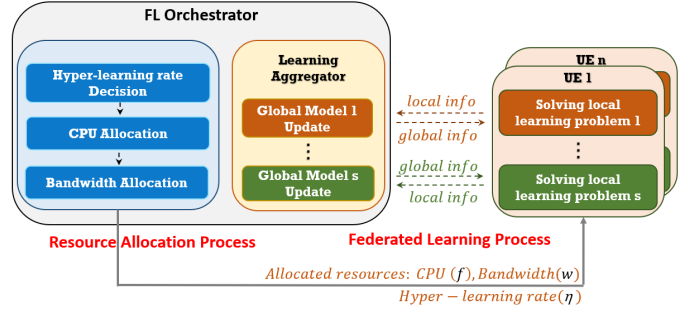 FL Orchestrator
Hyper-learning rate
Decision
CPU Allocation
Bandwidth Allocation
Learning
Aggregator
Global Model 1
Update
⋮
Global Model s
Update
local info
global info
global info
local info
UE n
UE 1
Solving local
learning problem 1
⋮
Solving local
learning problem s
Resource Allocation Process
Federated Learning Process
Allocated resources: CPU (f), Bandwidth(w)
Hyper − learning rate(η)